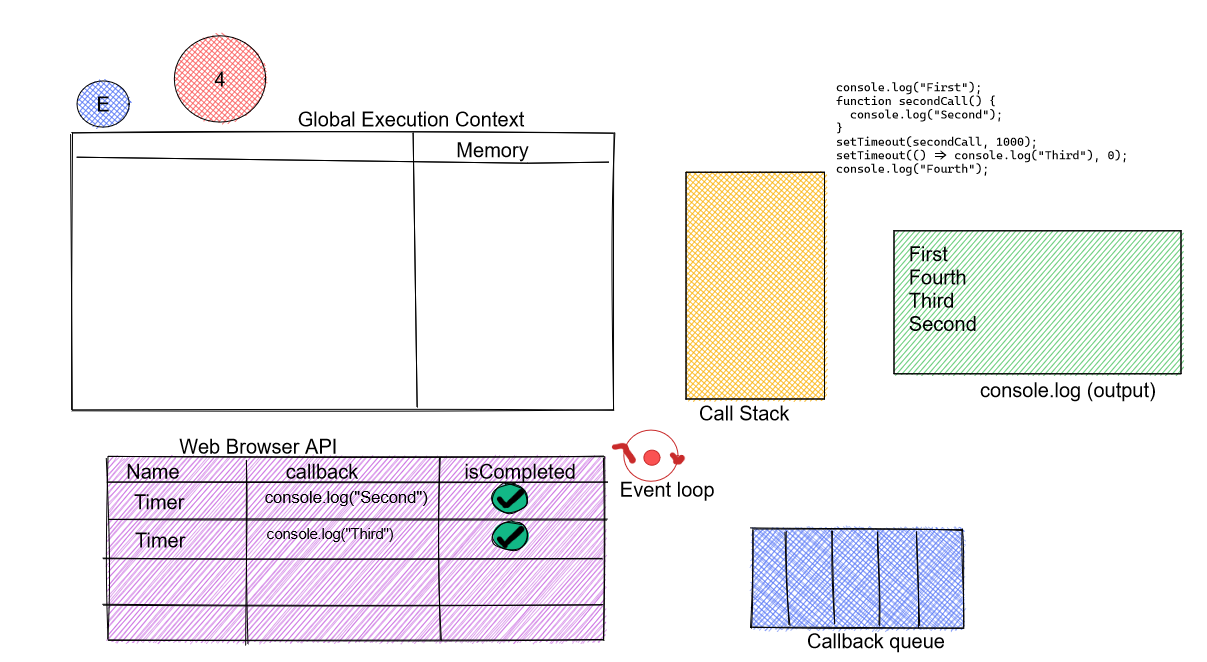 4
E
Global Execution Context
Memory
console.log("First");
function secondCall() {
  console.log("Second");
}
setTimeout(secondCall, 1000);
setTimeout(() => console.log("Third"), 0);
console.log("Fourth");
First
Fourth
Third
Second
console.log (output)
Call Stack
Web Browser API
Name callback isCompleted
Timer console.log("Second")
Timer console.log("Third")
Event loop
Callback queue